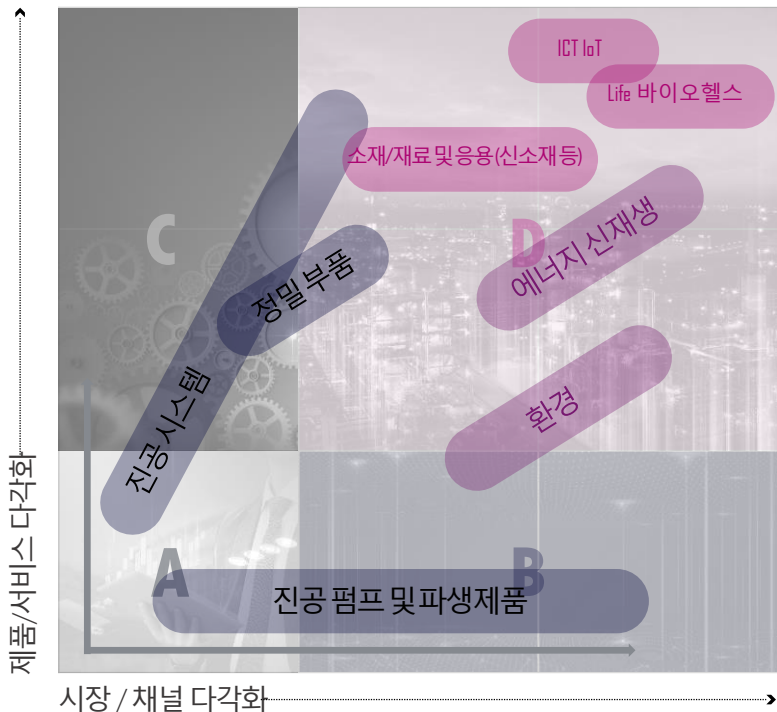 ICT IoT
Life 바이오헬스
소재/재료 및 응용(신소재 등)
C
D
에너지 신재생
정밀 부품
진공 시스템
환경
A
B
진공 펌프 및 파생제품
제품/서비스 다각화
시장 / 채널 다각화